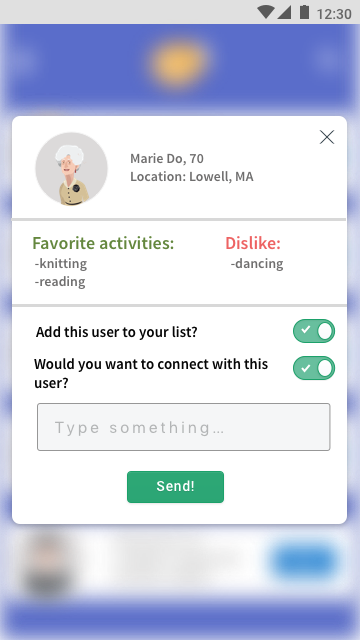 12:30
Marie Do, 70
Location: Lowell, MA
Favorite activities:
-knitting
-reading
Dislike:
-dancing
Add this user to your list?
Would you want to connect with this
user?
Type something...
Send!